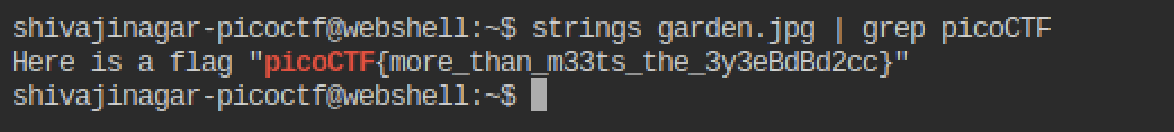 shivajinagar-picoctf@webshell:~$ strings garden.jpg | grep picoCTF
Here is a flag "picoCTF{more_than_m33ts_the_3y3eBdBd2cc}"
shivajinagar-picoctf@webshell:~$